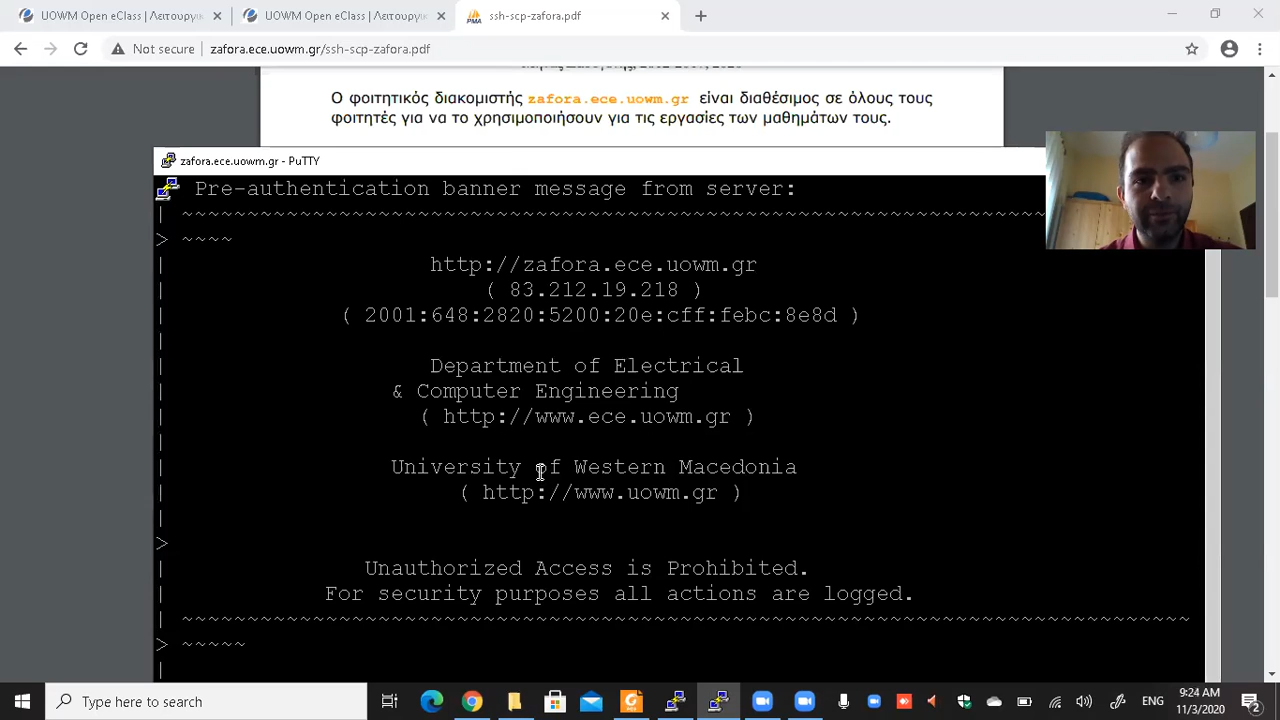 UOWM Open eClass | Λειτουργικ
UOWM Open eClass | Λειτουργικ
ssh-scp-zafora.pdf
Not secure
zafora.ece.uowm.gr/ssh-scp-zafora.pdf
Ο φοιτητικός διακομιστής zafora.ece.uowm.gr είναι διαθέσιμος σε όλους τους
φοιτητές για να το χρησιμοποιήσουν για τις εργασίες των μαθημάτων τους.
zafora.ece.uowm.gr - PuTTY
Pre-authentication banner message from server:
| ~~~~~~~~~~~~~~~~~~~~~~~~~~~~~~~~~~~~~~~~~~~~~~~~~~~~~~~~~~~~~~~~~~
> ~~~~
| http://zafora.ece.uowm.gr
| ( 83.212.19.218 )
| ( 2001:648:2820:5200:20e:cff:febc:8e8d )
|
| Department of Electrical
| & Computer Engineering
| ( http://www.ece.uowm.gr )
|
| University of Western Macedonia
| ( http://www.uowm.gr )
|
>
| Unauthorized Access is Prohibited.
| For security purposes all actions are logged.
| ~~~~~~~~~~~~~~~~~~~~~~~~~~~~~~~~~~~~~~~~~~~~~~~~~~~~~~~~~~~~~~~~~~~~~~~~~~~~~
> ~~~~~
|
Type here to search
ENG
9:24 AM
11/3/2020
2